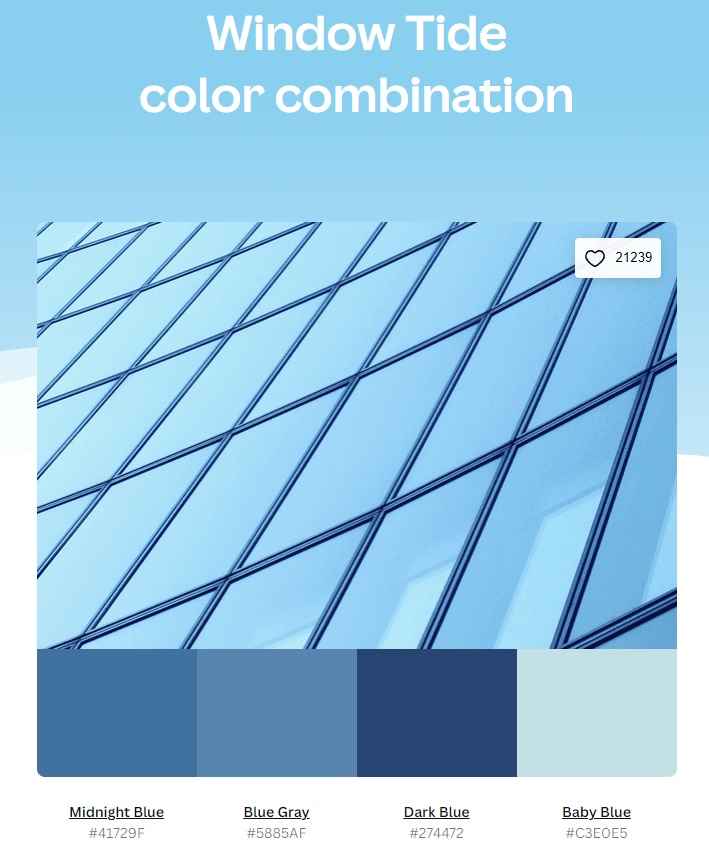 Window Tide
color combination
21239
Midnight Blue
#41729F
Blue Gray
#5885AF
Dark Blue
#274472
Baby Blue
#C3E0E5